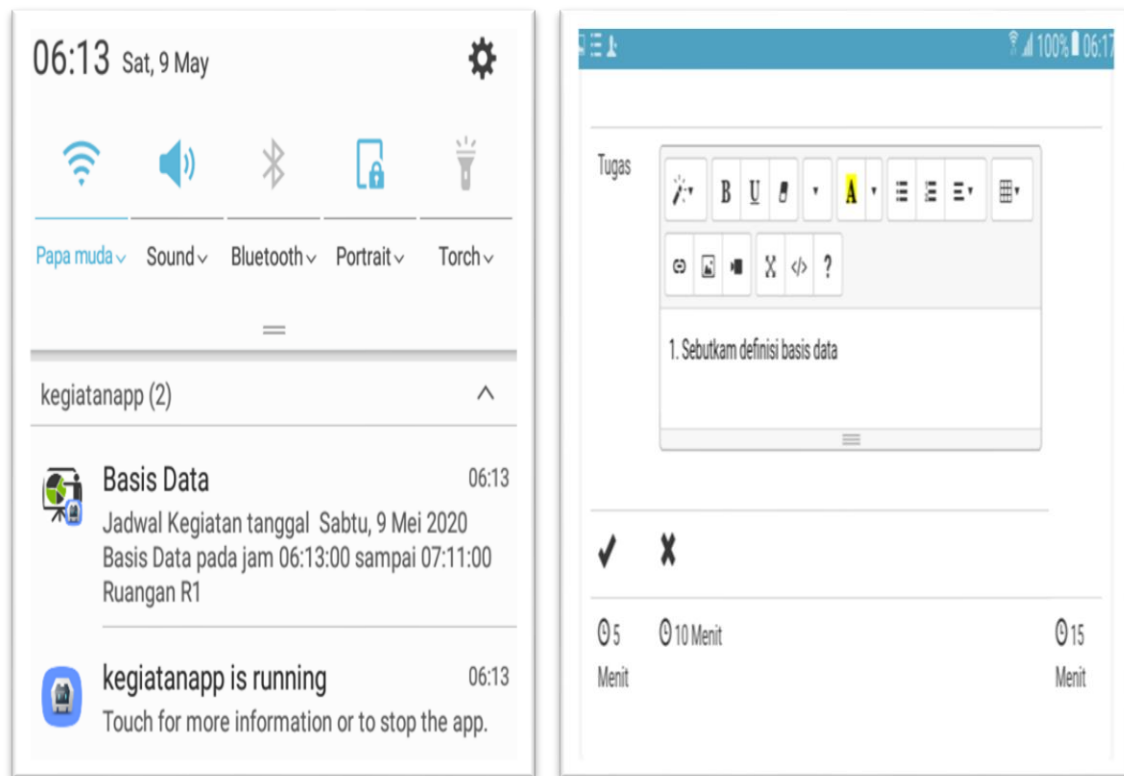 06:13 Sat, 9 May
Papa muda Sound Bluetooth Portrait Torch
kegiatanapp (2)
Basis Data 06:13
Jadwal Kegiatan tanggal Sabtu, 9 Mei 2020
Basis Data pada jam 06:13:00 sampai 07:11:00
Ruangan R1
kegiatanapp is running 06:13
Touch for more information or to stop the app.
100% 06:17
Tugas
B U A
</> ?
1. Sebutkam definisi basis data
5 Menit
10 Menit
15 Menit